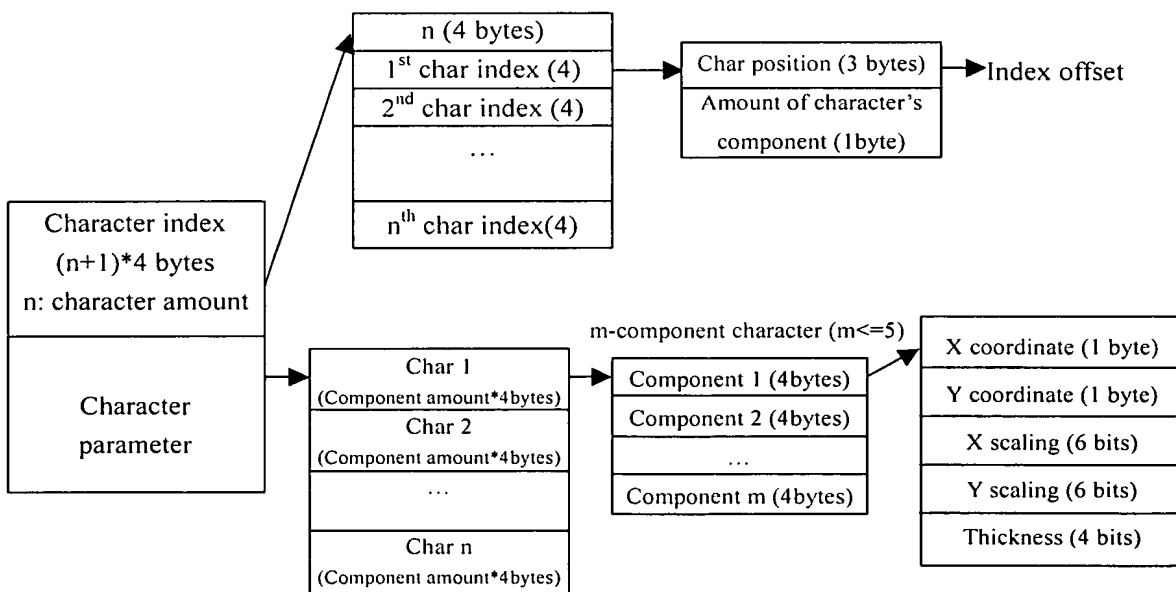 n (4 bytes)
1st char index (4)
2nd char index (4)
...
nth char index(4)
Char position (3 bytes)
Amount of character's
component (1byte)
Index offset
Character index
(n+1)*4 bytes
n: character amount
Character
parameter
Char 1
(Component amount*4bytes)
Char 2
(Component amount*4bytes)
...
Char n
(Component amount*4bytes)
m-component character (m<=5)
Component 1 (4bytes)
Component 2 (4bytes)
...
Component m (4bytes)
X coordinate (1 byte)
Y coordinate (1 byte)
X scaling (6 bits)
Y scaling (6 bits)
Thickness (4 bits)